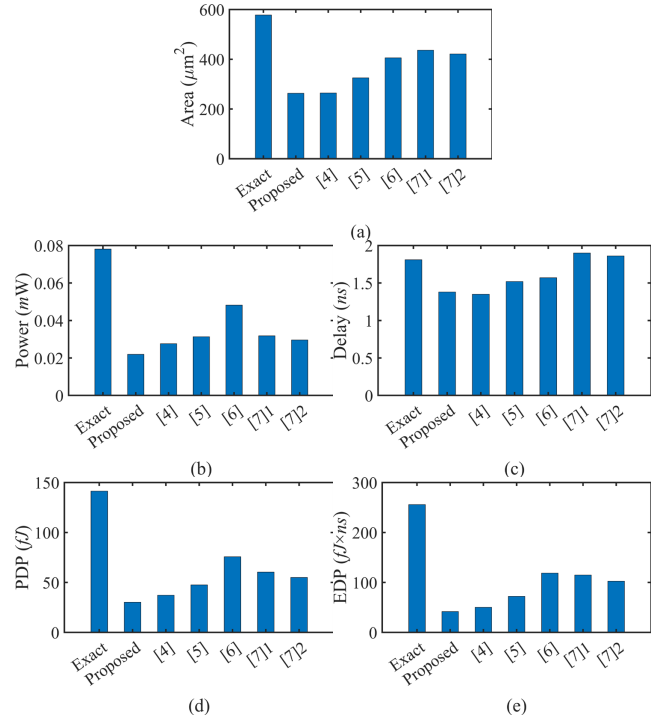 600
400
200
0
Area (μm²)
Exact
Proposed
[4]
[5]
[6]
[7]1
[7]2
(a)
0.08
0.06
0.04
0.02
0
Power (mW)
Exact
Proposed
[4]
[5]
[6]
[7]1
[7]2
(b)
2
1.5
1
0.5
0
Delay (ns)
Exact
Proposed
[4]
[5]
[6]
[7]1
[7]2
(c)
150
100
50
0
PDP (fJ)
Exact
Proposed
[4]
[5]
[6]
[7]1
[7]2
(d)
300
200
100
0
EDP (fJ×ns)
Exact
Proposed
[4]
[5]
[6]
[7]1
[7]2
(e)